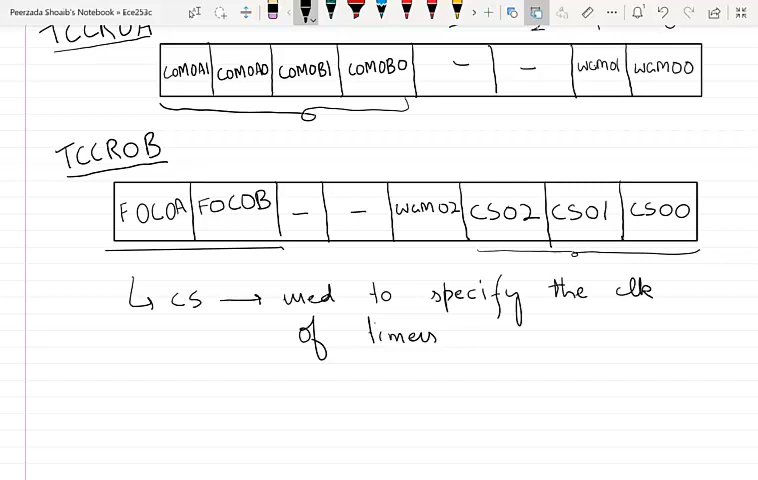 Peerzada Shoaib's Notebook » Ece253c
TCCR0A
COM0A1 COM0A0 COM0B1 COM0B0 - - WGM01 WGM00
TCCR0B
FOC0A FOC0B - - WGM02 CS02 CS01 CS00
↳ CS → used to specify the clk
of timers